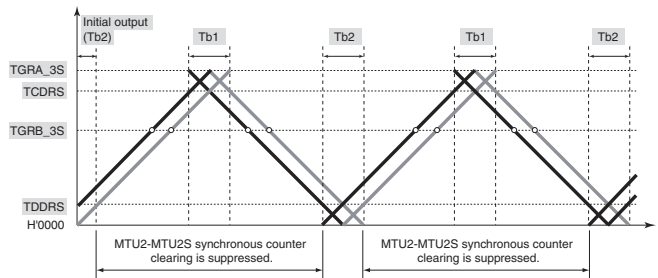 Initial output
(Tb2)
Tb1
Tb2
Tb1
Tb2
TGRA_3S
TCDRS
TGRB_3S
TDDRS
H'0000
MTU2-MTU2S synchronous counter
clearing is suppressed.
MTU2-MTU2S synchronous counter
clearing is suppressed.